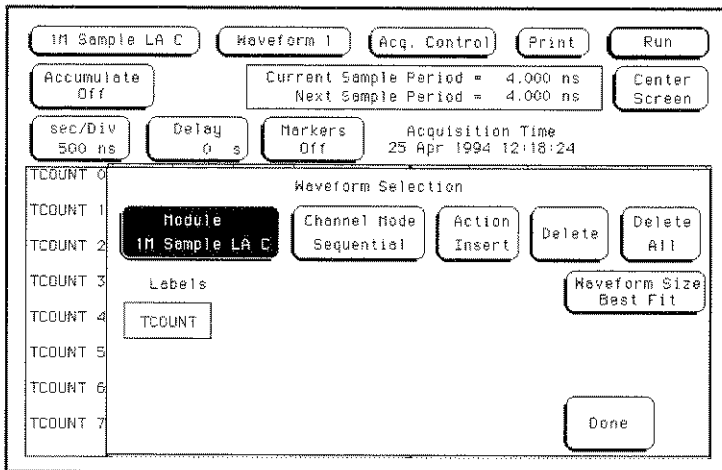 1M Sample LA C Waveform 1 Acq. Control Print Run
Accumulate
Off
Current Sample Period = 4.000 ns
Next Sample Period = 4.000 ns
Center
Screen
sec/Div
500 ns
Delay
0 s
Markers
Off
Acquisition Time
25 Apr 1994 12:18:24
TCOUNT 0
TCOUNT 1
TCOUNT 2
TCOUNT 3
TCOUNT 4
TCOUNT 5
TCOUNT 6
TCOUNT 7
Waveform Selection
Module
1M Sample LA C
Channel Mode
Sequential
Action
Insert
Delete
Delete
All
Labels
TCOUNT
Waveform Size
Best Fit
Done